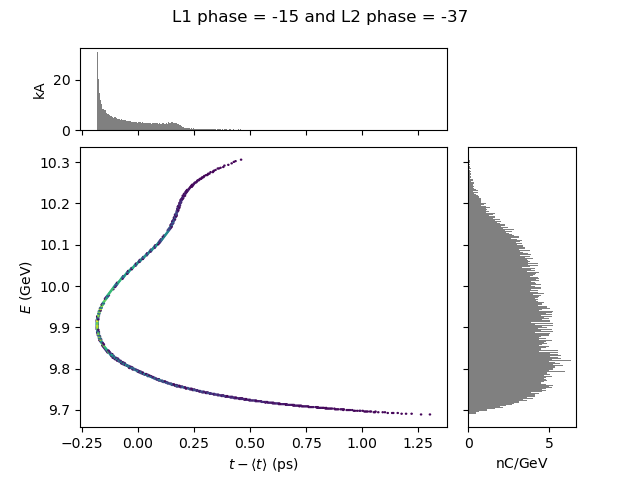 L1 phase = -15 and L2 phase = -37
kA
20
0
10.3
10.2
10.1
10.0
9.9
9.8
9.7
E (GeV)
−0.25 0.00 0.25 0.50 0.75 1.00 1.25
t − ⟨t⟩ (ps)
0 5
nC/GeV